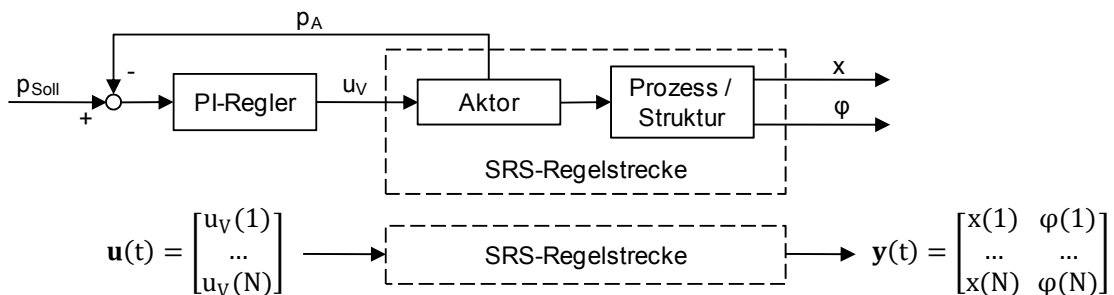 p_A
-
p_Soll
+
PI-Regler
u_V
Aktor
Prozess /
Struktur
x
φ
SRS-Regelstrecke
u(t) = [u_V(1) ... u_V(N)]
SRS-Regelstrecke
y(t) = [x(1) φ(1) ... ... x(N) φ(N)]